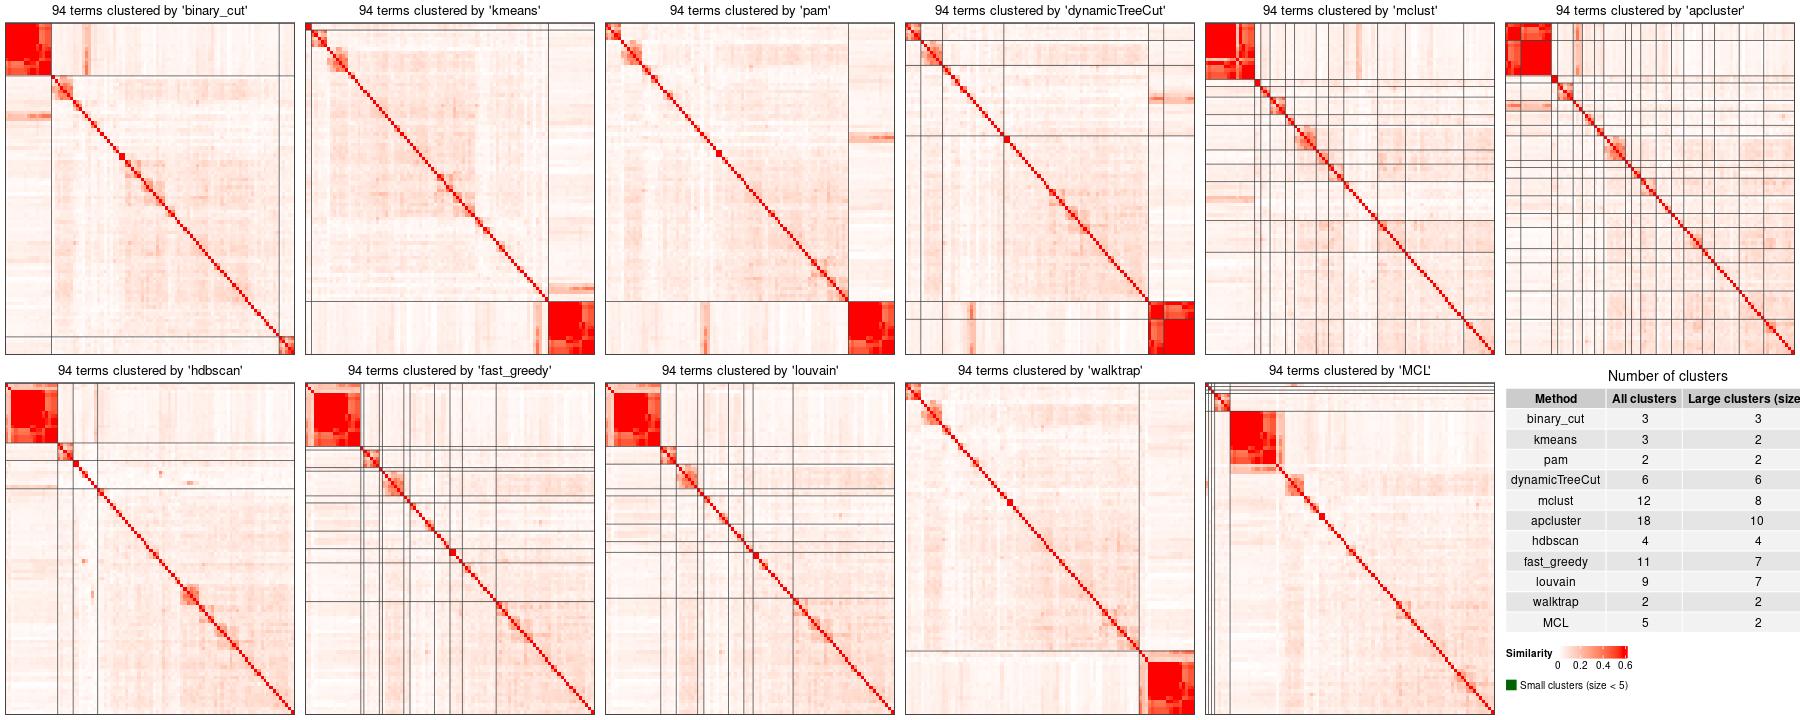 94 terms clustered by 'binary_cut'
94 terms clustered by 'kmeans'
94 terms clustered by 'pam'
94 terms clustered by 'dynamicTreeCut'
94 terms clustered by 'mclust'
94 terms clustered by 'apcluster'
94 terms clustered by 'hdbscan'
94 terms clustered by 'fast_greedy'
94 terms clustered by 'louvain'
94 terms clustered by 'walktrap'
94 terms clustered by 'MCL'
Number of clusters
Method All clusters Large clusters (size
binary_cut 3 3
kmeans 3 2
pam 2 2
dynamicTreeCut 6 6
mclust 12 8
apcluster 18 10
hdbscan 4 4
fast_greedy 11 7
louvain 9 7
walktrap 2 2
MCL 5 2
Similarity
0 0.2 0.4 0.6
Small clusters (size < 5)